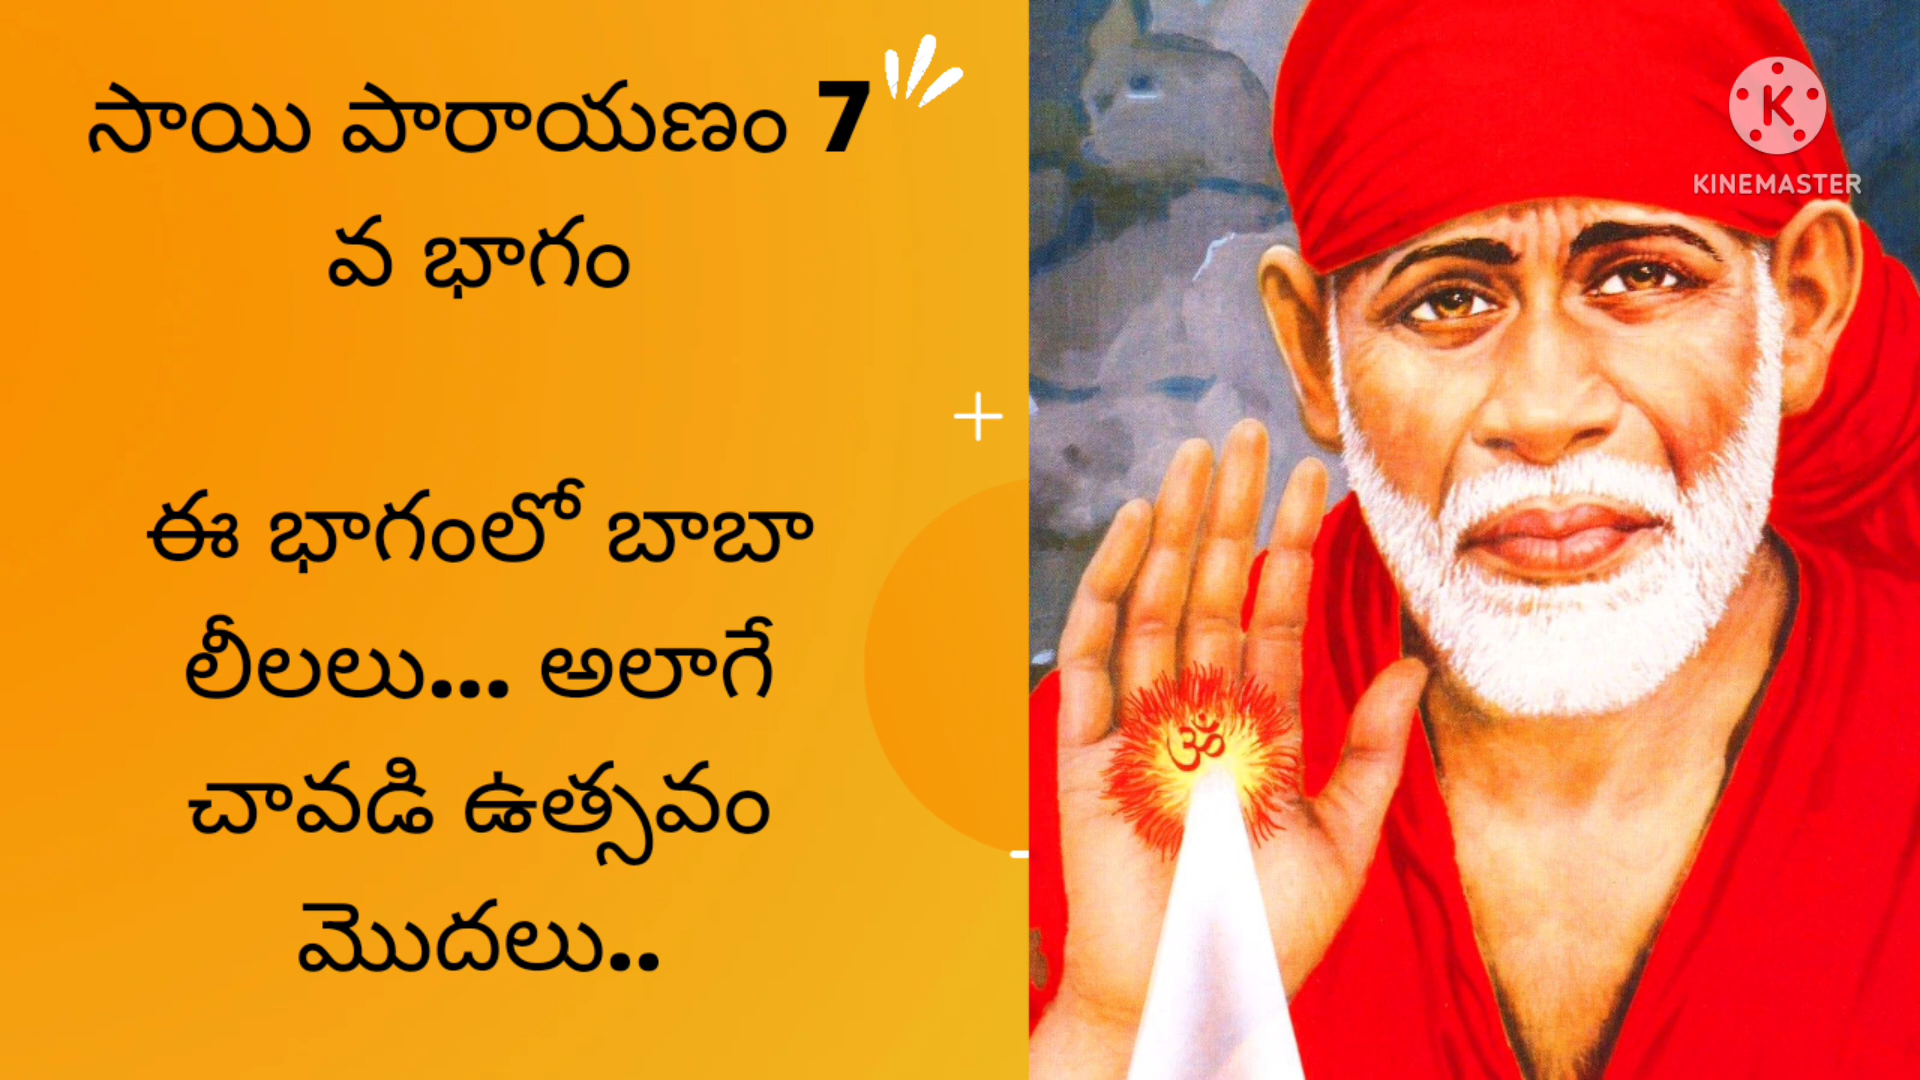 సాయి పారాయణం 7
వ భాగం
ఈ భాగంలో బాబా
లీలలు... అలాగే
చావడి ఉత్సవం
మొదలు..
K
KINEMASTER
ॐ